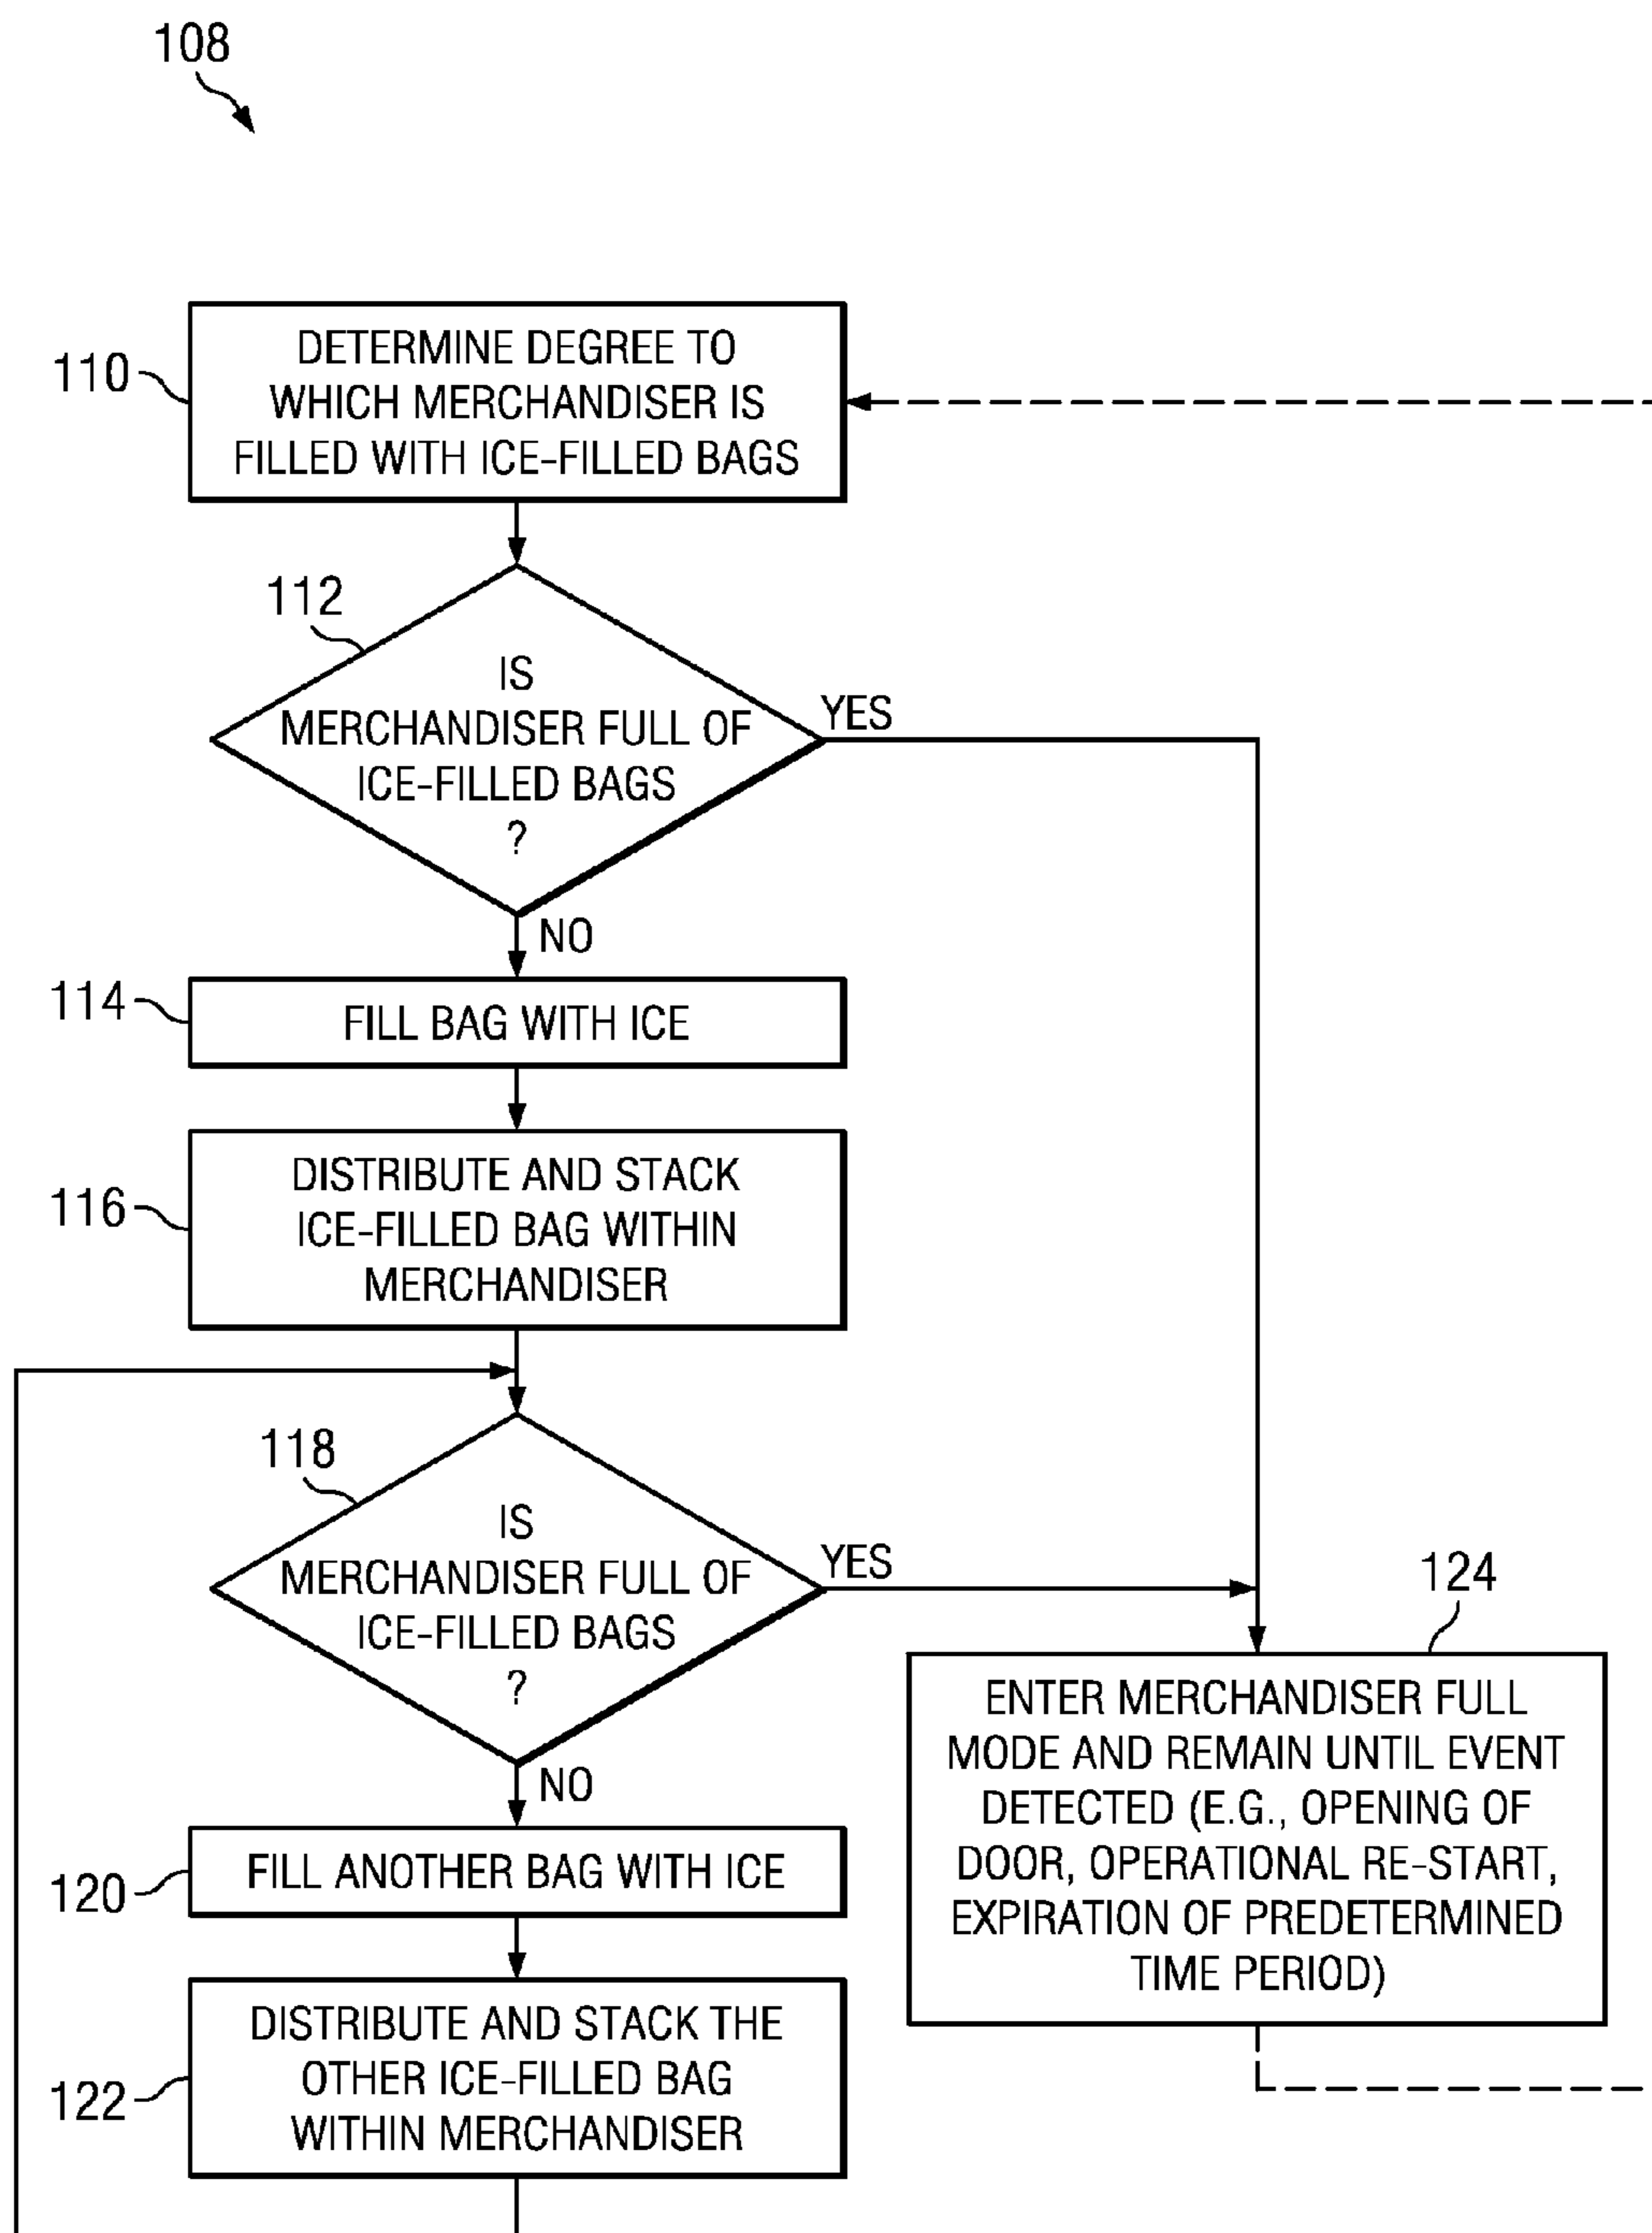 108
110
DETERMINE DEGREE TO
WHICH MERCHANDISER IS
FILLED WITH ICE-FILLED BAGS
112
IS
MERCHANDISER FULL OF
ICE-FILLED BAGS
?
YES
NO
114
FILL BAG WITH ICE
116
DISTRIBUTE AND STACK
ICE-FILLED BAG WITHIN
MERCHANDISER
118
IS
MERCHANDISER FULL OF
ICE-FILLED BAGS
?
YES
NO
120
FILL ANOTHER BAG WITH ICE
122
DISTRIBUTE AND STACK THE
OTHER ICE-FILLED BAG
WITHIN MERCHANDISER
124
ENTER MERCHANDISER FULL
MODE AND REMAIN UNTIL EVENT
DETECTED (E.G., OPENING OF
DOOR, OPERATIONAL RE-START,
EXPIRATION OF PREDETERMINED
TIME PERIOD)